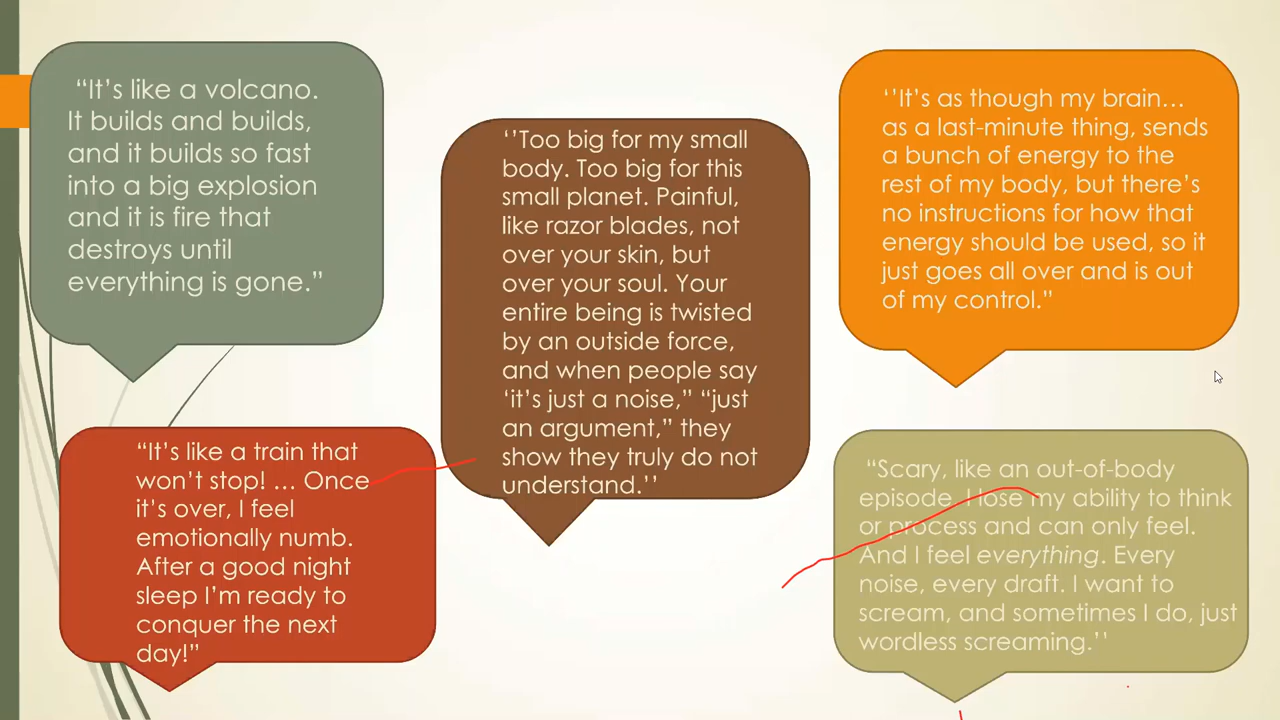 “It’s like a volcano.
It builds and builds,
and it builds so fast
into a big explosion
and it is fire that
destroys until
everything is gone.”
‘’Too big for my small
body. Too big for this
small planet. Painful,
like razor blades, not
over your skin, but
over your soul. Your
entire being is twisted
by an outside force,
and when people say
‘it’s just a noise,” “just
an argument,” they
show they truly do not
understand.’’
‘’It’s as though my brain…
as a last-minute thing, sends
a bunch of energy to the
rest of my body, but there’s
no instructions for how that
energy should be used, so it
just goes all over and is out
of my control.”
“It’s like a train that
won’t stop! … Once
it’s over, I feel
emotionally numb.
After a good night
sleep I’m ready to
conquer the next
day!”
“Scary, like an out-of-body
episode. I lose my ability to think
or process and can only feel.
And I feel everything. Every
noise, every draft. I want to
scream, and sometimes I do, just
wordless screaming.’’